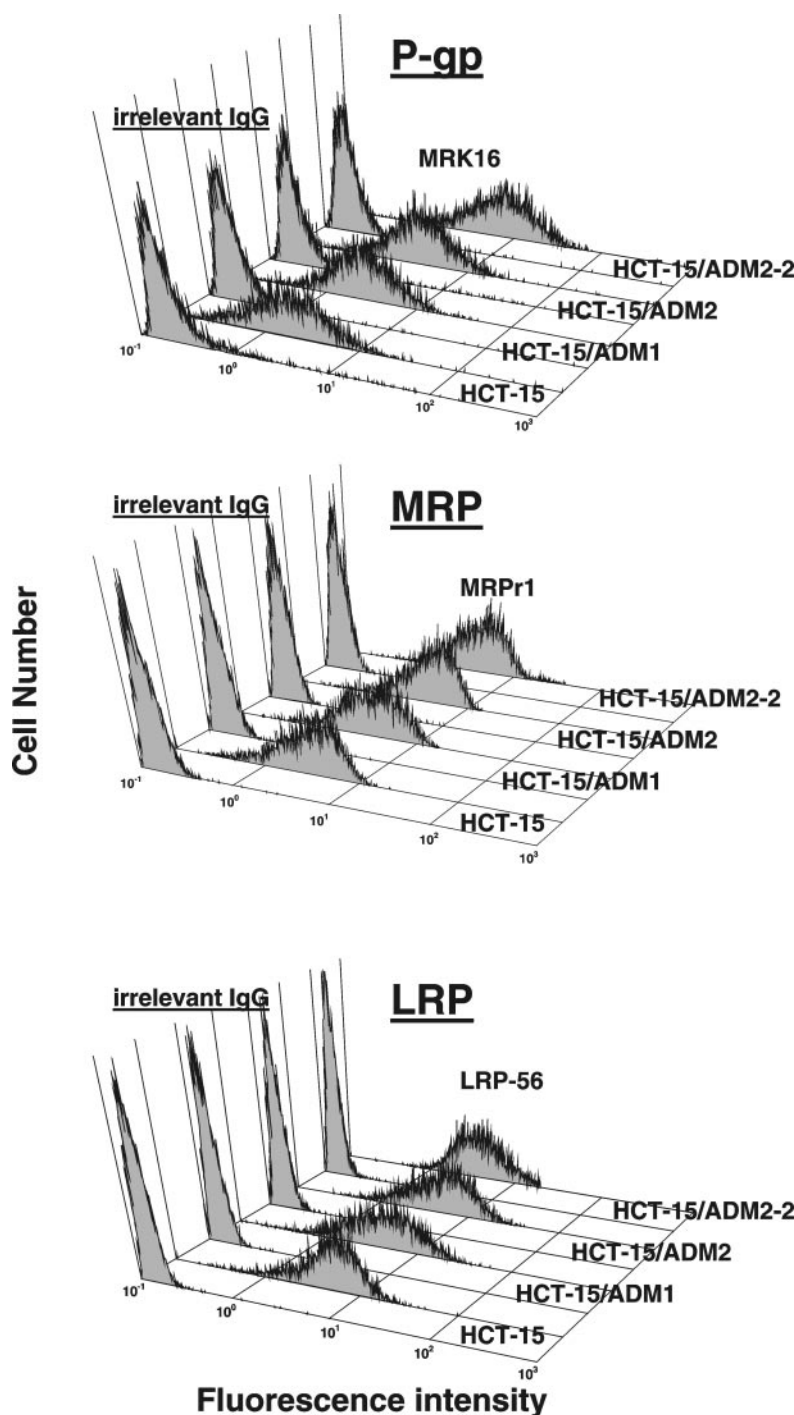 P-gp
irrelevant IgG
MRK16
HCT-15/ADM2-2
HCT-15/ADM2
HCT-15/ADM1
HCT-15
10-1
100
101
102
103
MRP
irrelevant IgG
MRPr1
HCT-15/ADM2-2
HCT-15/ADM2
HCT-15/ADM1
HCT-15
10-1
100
101
102
103
Cell Number
LRP
irrelevant IgG
LRP-56
HCT-15/ADM2-2
HCT-15/ADM2
HCT-15/ADM1
HCT-15
10-1
100
101
102
103
Fluorescence intensity